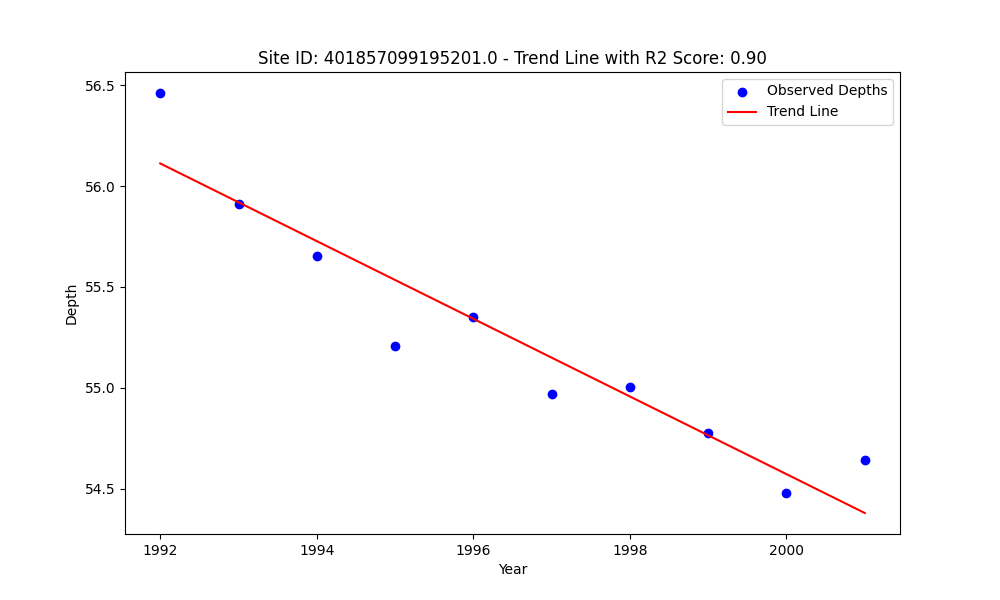 Site ID: 401857099195201.0 - Trend Line with R2 Score: 0.90
Observed Depths
Trend Line
56.5
56.0
55.5
55.0
54.5
Depth
1992
1994
1996
1998
2000
Year